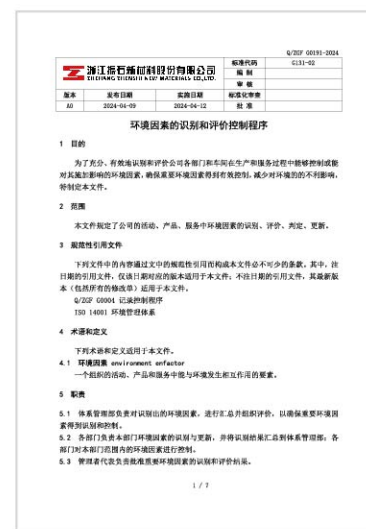 Q/ZGF G0191-2024
浙江振石新材料股份有限公司
ZHEJIANG ZHENSHI NEW MATERIALS CO.,LTD.
标准代码 G131-02
编 制
审 核
版本 发布日期 实施日期 标准化审查
A0 2024-04-09 2024-04-12 批 准
环境因素的识别和评价控制程序
1 目的
为了充分、有效地识别和评价公司各部门和车间在生产和服务过程中能够控制或能
对其施加影响的环境因素,确保重要环境因素得到有效控制,减少对环境的的不利影响,
特制定本文件。
2 范围
本文件规定了公司的活动、产品、服务中环境因素的识别、评价、判定、更新。
3 规范性引用文件
下列文件中的内容通过文中的规范性引用而构成本文件必不可少的条款。其中,注
日期的引用文件,仅该日期对应的版本适用于本文件;不注日期的引用文件,其最新版
本(包括所有的修改单)适用于本文件。
Q/ZGF G0004 记录控制程序
ISO 14001 环境管理体系
4 术语和定义
下列术语和定义适用于本文件。
4.1 环境因素 environment enfactor
一个组织的活动、产品和服务中能与环境发生相互作用的要素。
5 职责
5.1 体系管理部负责对识别出的环境因素,进行汇总并组织评价,以确保重要环境因
素得到识别和控制。
5.2 各部门负责本部门环境因素的识别与更新,并将识别结果汇总到体系管理部;各
部门对本部门范围内的环境因素进行控制。
5.3 管理者代表负责批准重要环境因素的识别和评价结果。
1 / 7